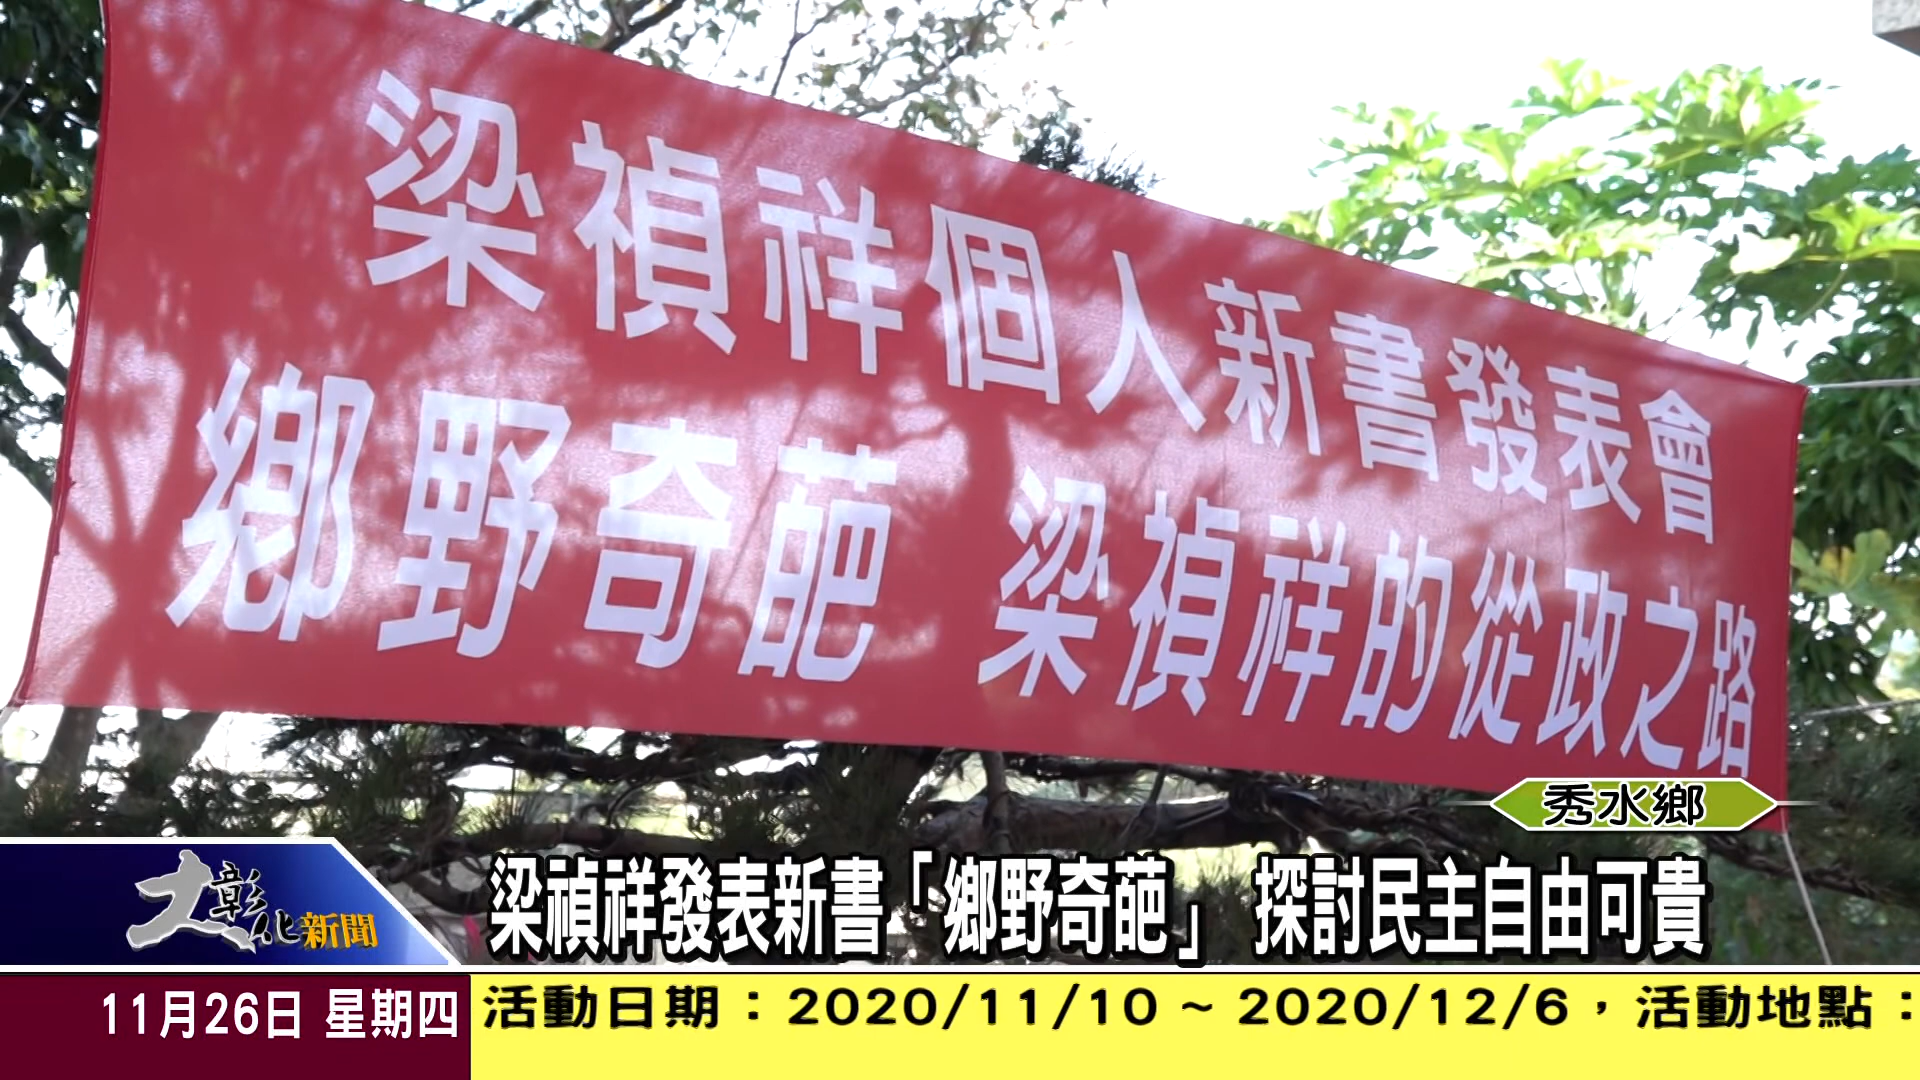 梁禎祥個人新書發表會
鄉野奇葩 梁禎祥的從政之路
秀水鄉
大彰化新聞
梁禎祥發表新書「鄉野奇葩」 探討民主自由可貴
11月26日 星期四
活動日期：2020/11/10 ~ 2020/12/6，活動地點：